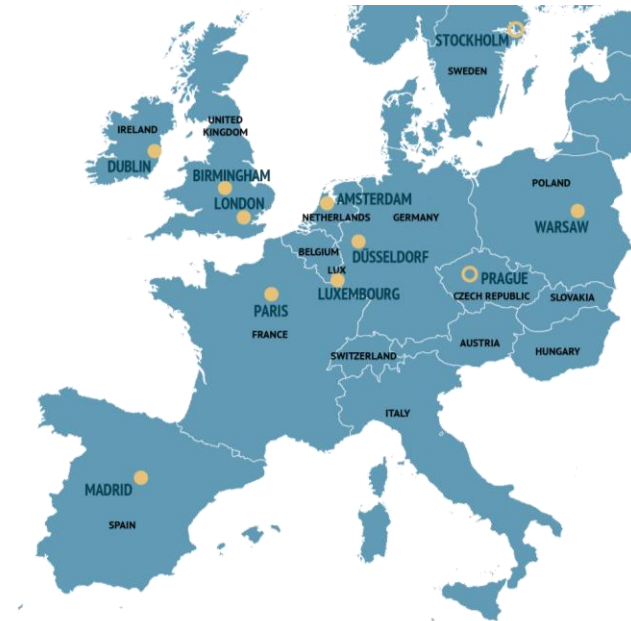 STOCKHOLM
SWEDEN
UNITED
KINGDOM
IRELAND
DUBLIN
BIRMINGHAM
LONDON
AMSTERDAM
NETHERLANDS
GERMANY
POLAND
WARSAW
BELGIUM
DÜSSELDORF
LUX
LUXEMBOURG
PRAGUE
CZECH REPUBLIC
SLOVAKIA
PARIS
FRANCE
AUSTRIA
SWITZERLAND
HUNGARY
ITALY
MADRID
SPAIN